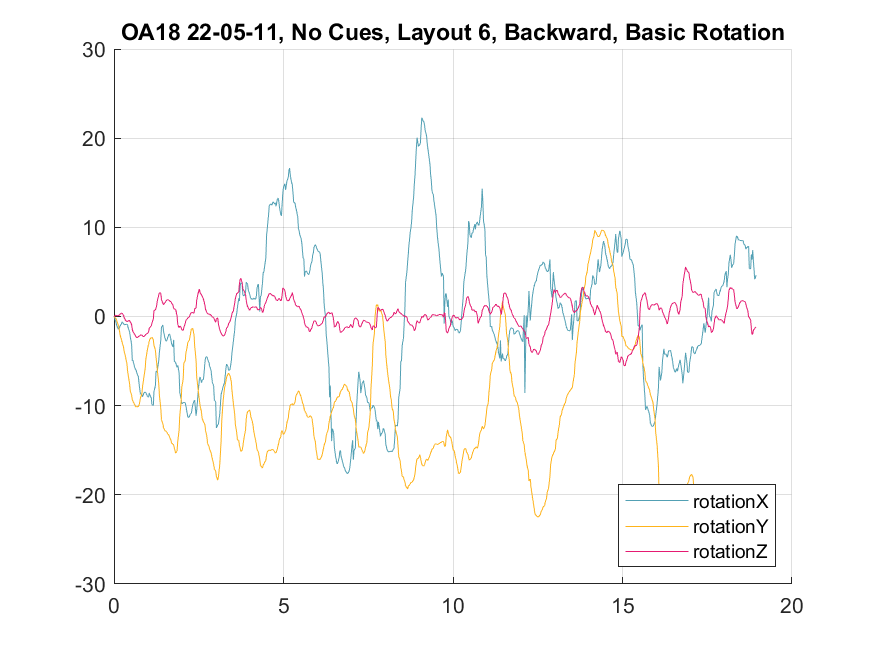 OA18 22-05-11, No Cues, Layout 6, Backward, Basic Rotation
30
20
10
0
-10
-20
-30
0 5 10 15 20
rotationX
rotationY
rotationZ